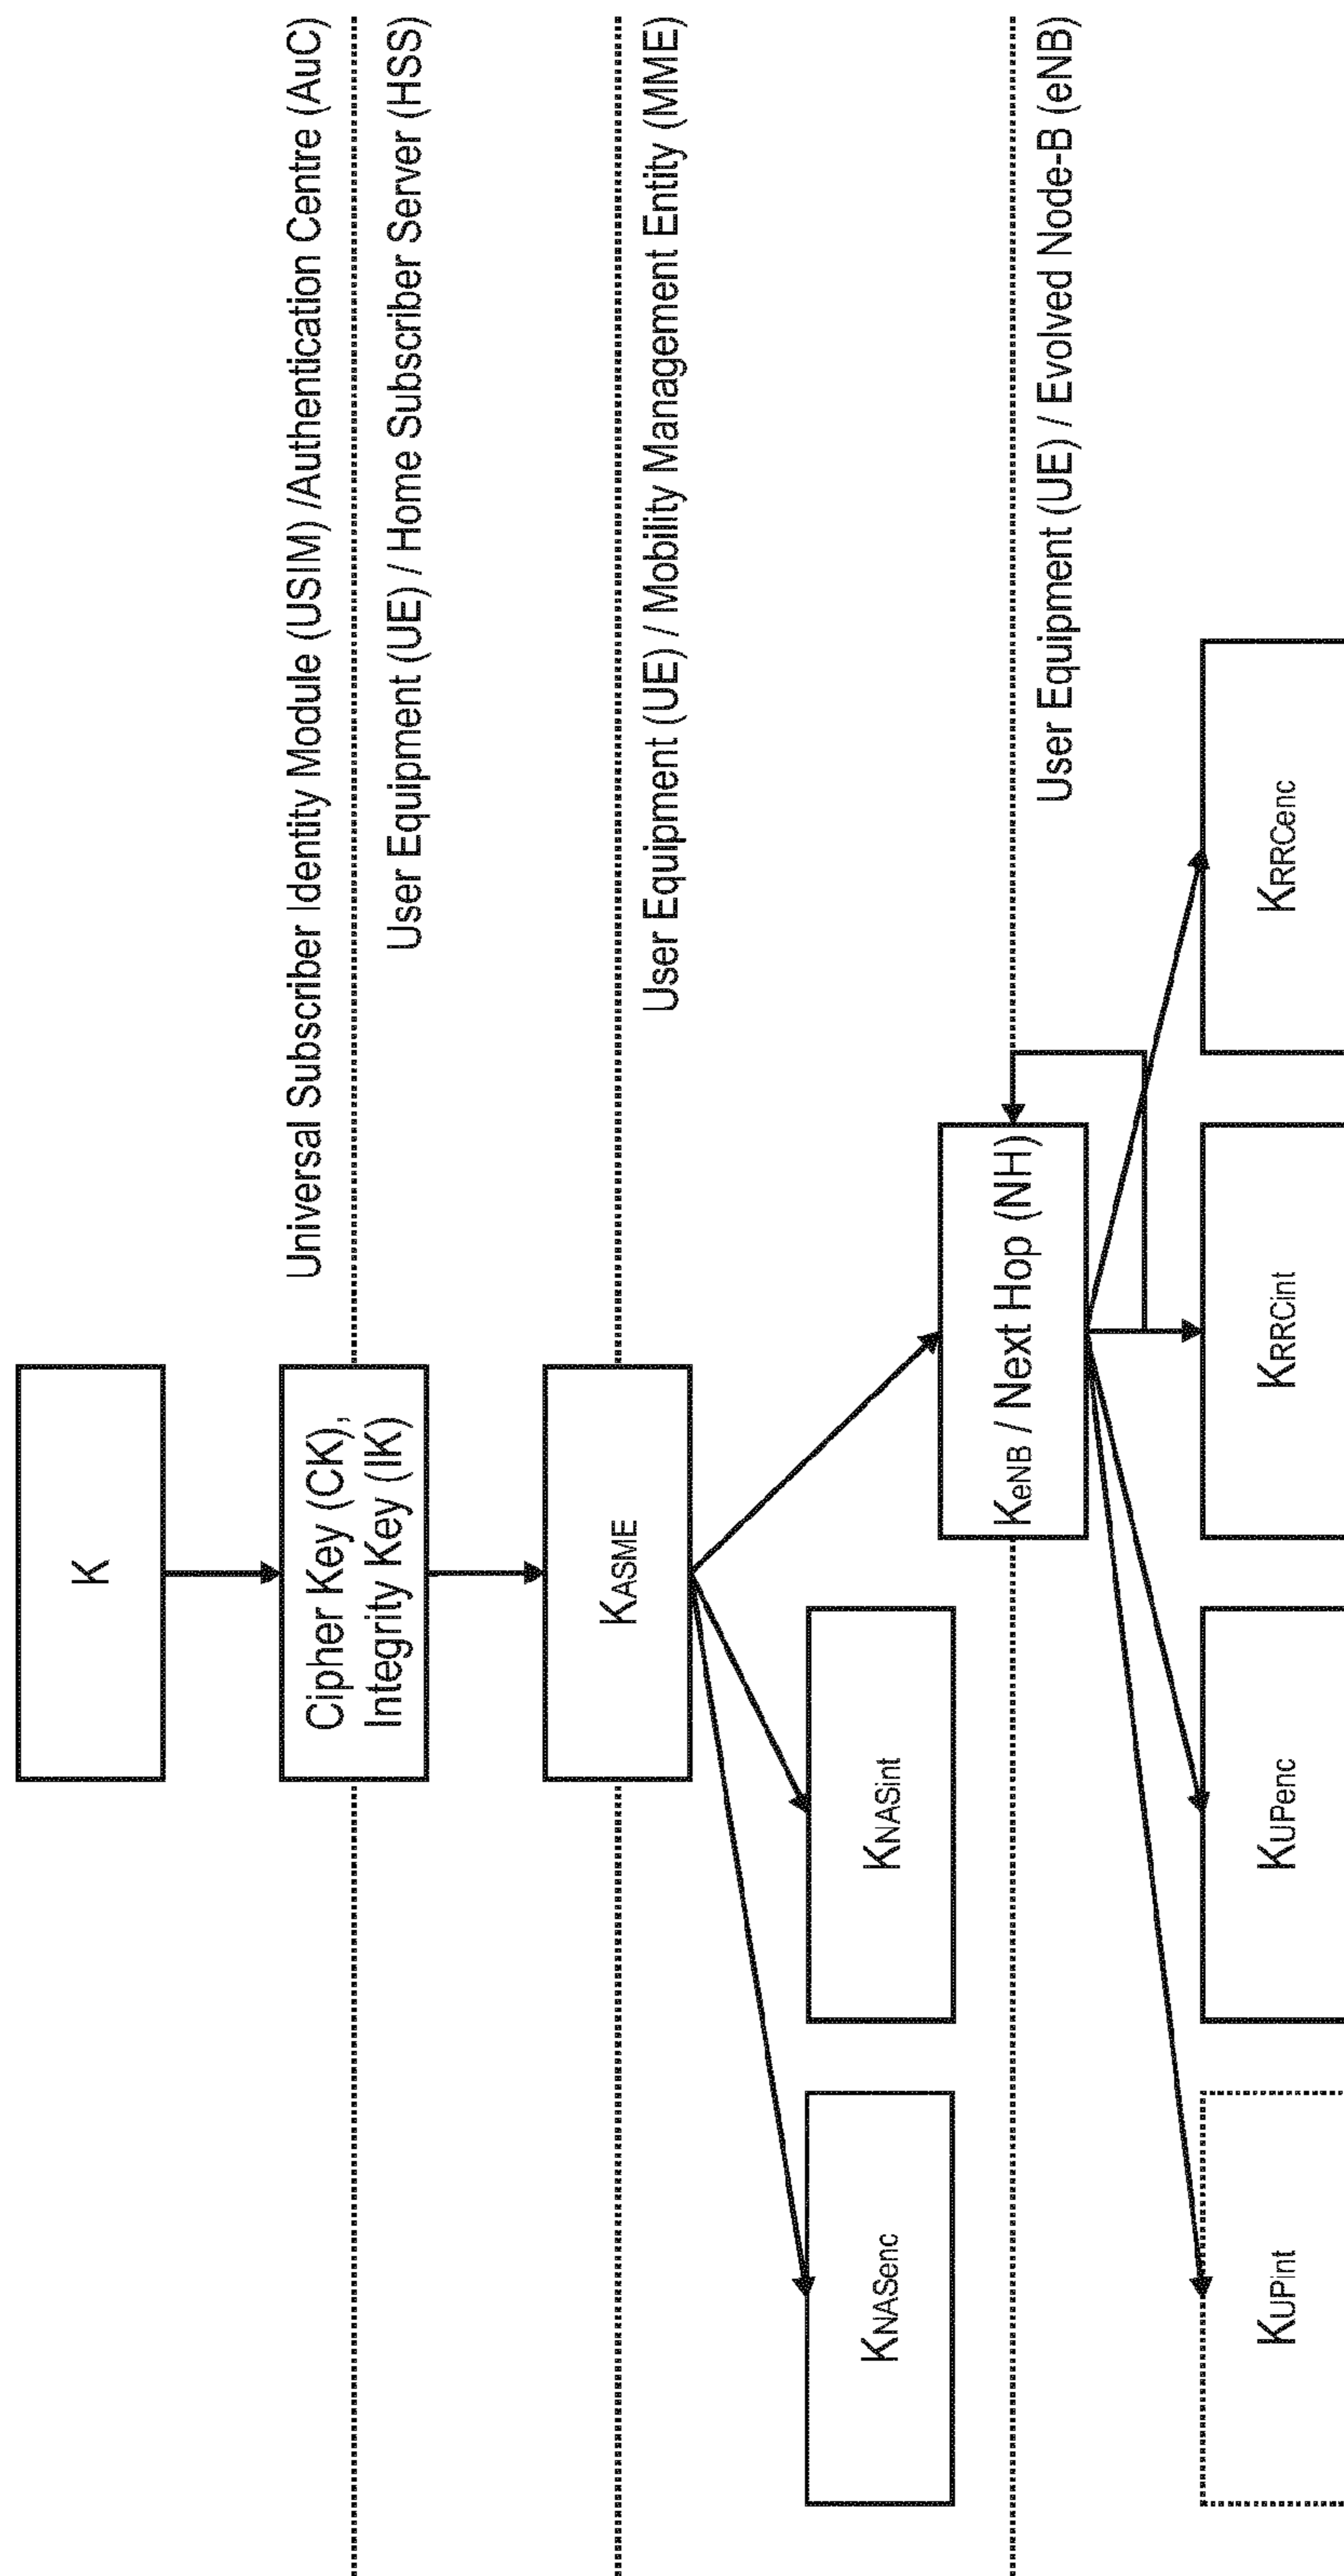 K
Universal Subscriber Identity Module (USIM) /Authentication Centre (AuC)
Cipher Key (CK),
Integrity Key (IK)
User Equipment (UE) / Home Subscriber Server (HSS)
KASME
User Equipment (UE) / Mobility Management Entity (MME)
KNASenc
KNASint
KeNB / Next Hop (NH)
User Equipment (UE) / Evolved Node-B (eNB)
KUPint
KUPenc
KRRCint
KRRCenc